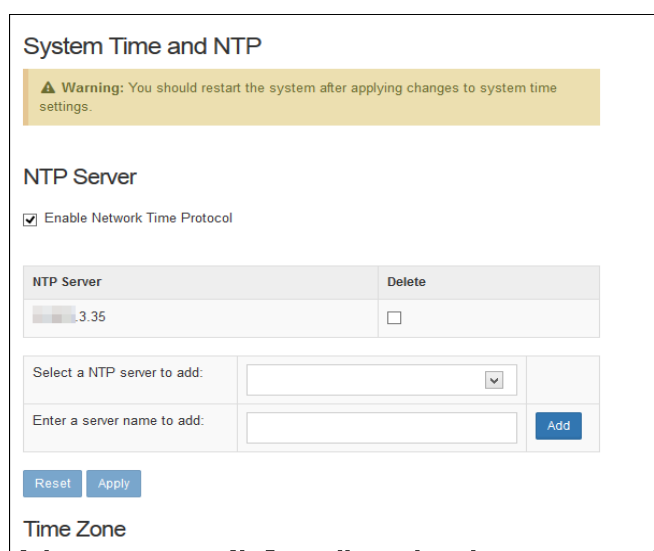 System Time and NTP
Warning: You should restart the system after applying changes to system time
settings.
NTP Server
Enable Network Time Protocol
NTP Server Delete
.3.35
Select a NTP server to add:
Enter a server name to add: Add
Reset Apply
Time Zone